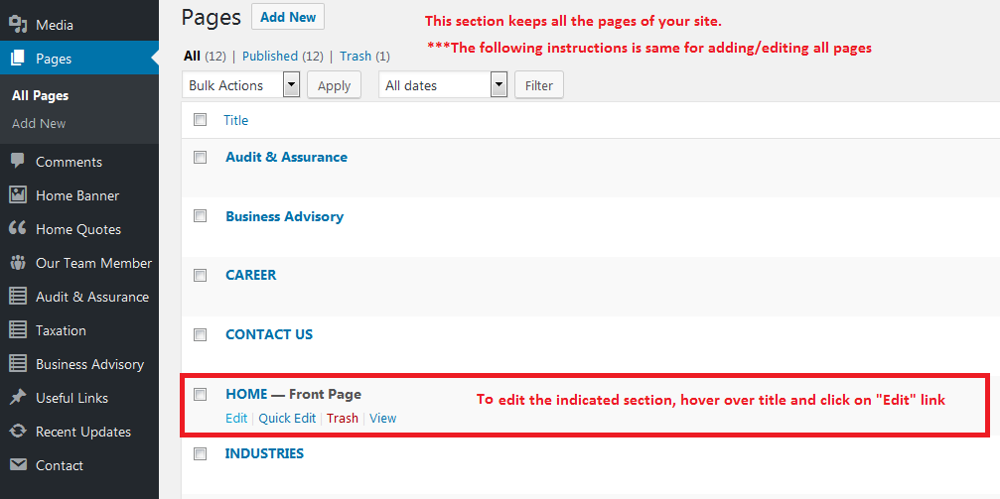 Media
Pages
All Pages
Add New
Comments
Home Banner
Home Quotes
Our Team Member
Audit & Assurance
Taxation
Business Advisory
Useful Links
Recent Updates
Contact
Pages Add New
This section keeps all the pages of your site.
***The following instructions is same for adding/editing all pages
All (12) | Published (12) | Trash (1)
Bulk Actions Apply All dates Filter
Title
Audit & Assurance
Business Advisory
CAREER
CONTACT US
HOME — Front Page
To edit the indicated section, hover over title and click on "Edit" link
Edit | Quick Edit | Trash | View
INDUSTRIES